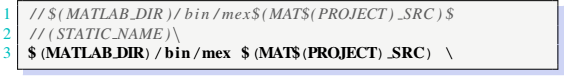 1 //$(MATLAB_DIR)/bin/mex$(MAT$(PROJECT)_SRC)$
2 //(STATIC_NAME)\
3 $(MATLAB_DIR)/bin/mex $(MAT$(PROJECT)_SRC) \